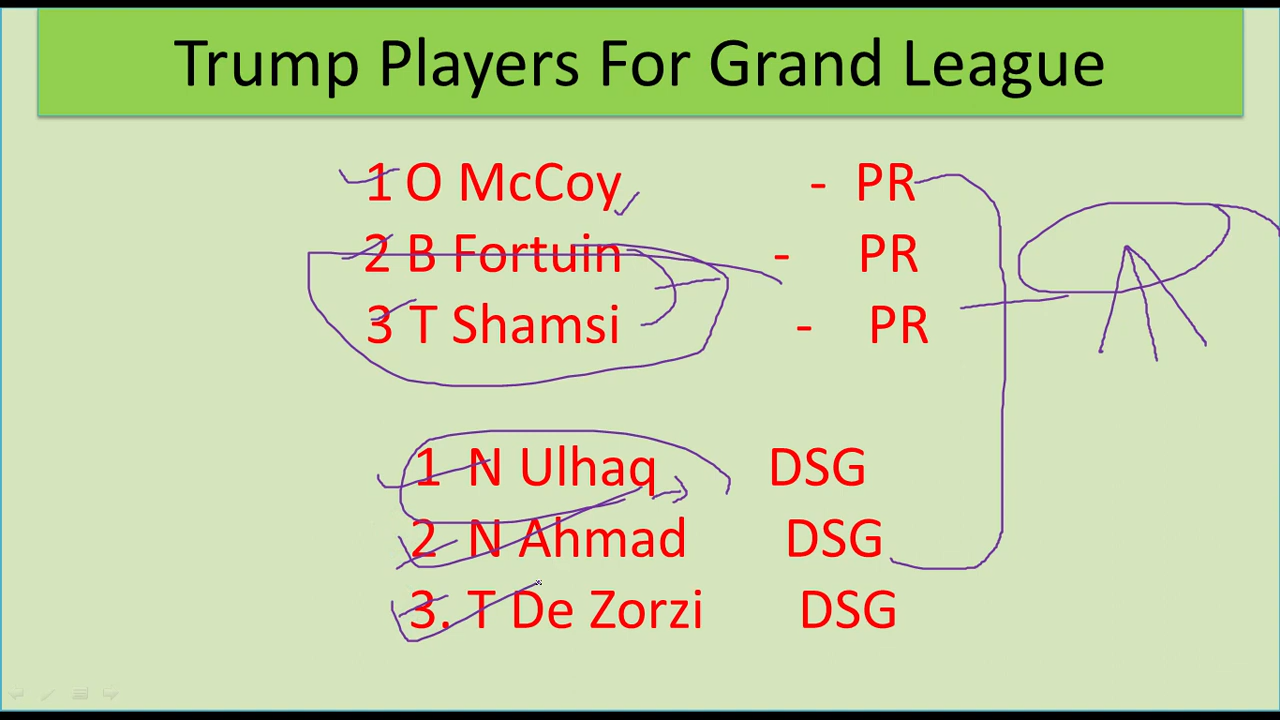 Trump Players For Grand League
1 O McCoy - PR
2 B Fortuin - PR
3 T Shamsi - PR
1 N Ulhaq DSG
2 N Ahmad DSG
3. T De Zorzi DSG